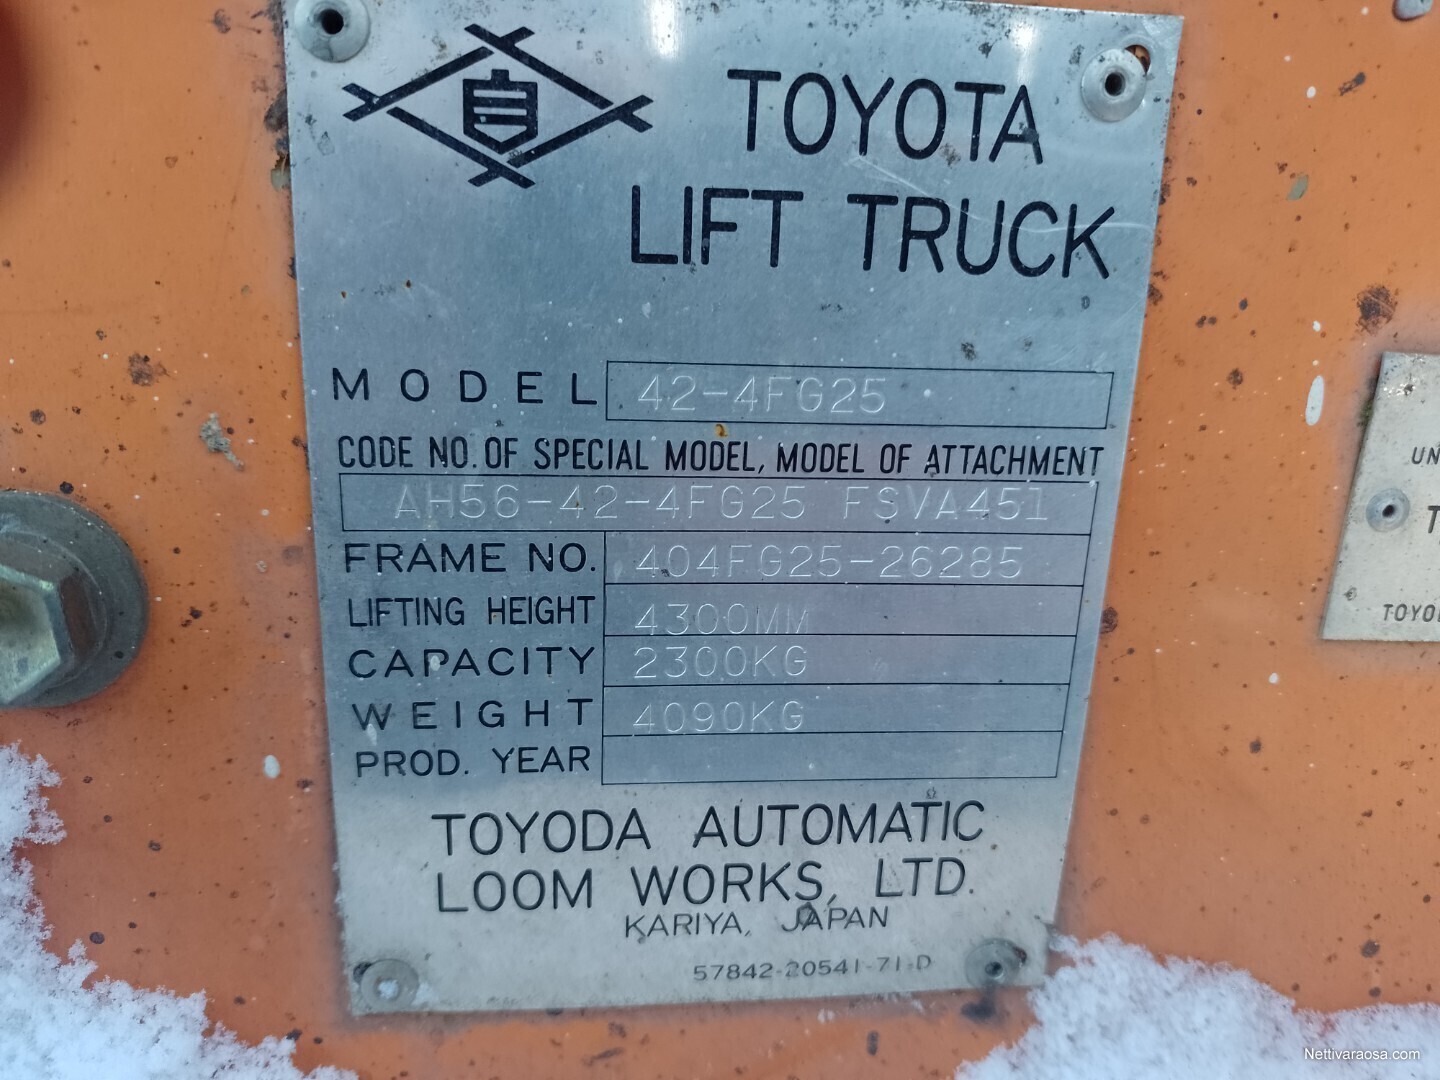 自
TOYOTA
LIFT TRUCK
MODEL 42-4FG25
CODE NO. OF SPECIAL MODEL, MODEL OF ATTACHMENT
AH56-42-4FG25 FSVA451
FRAME NO. 404FG25-26285
LIFTING HEIGHT 4300MM
CAPACITY 2300KG
WEIGHT 4090KG
PROD. YEAR
TOYODA AUTOMATIC
LOOM WORKS, LTD.
KARIYA, JAPAN
57842-20541-71-D
Nettivaraosa.com